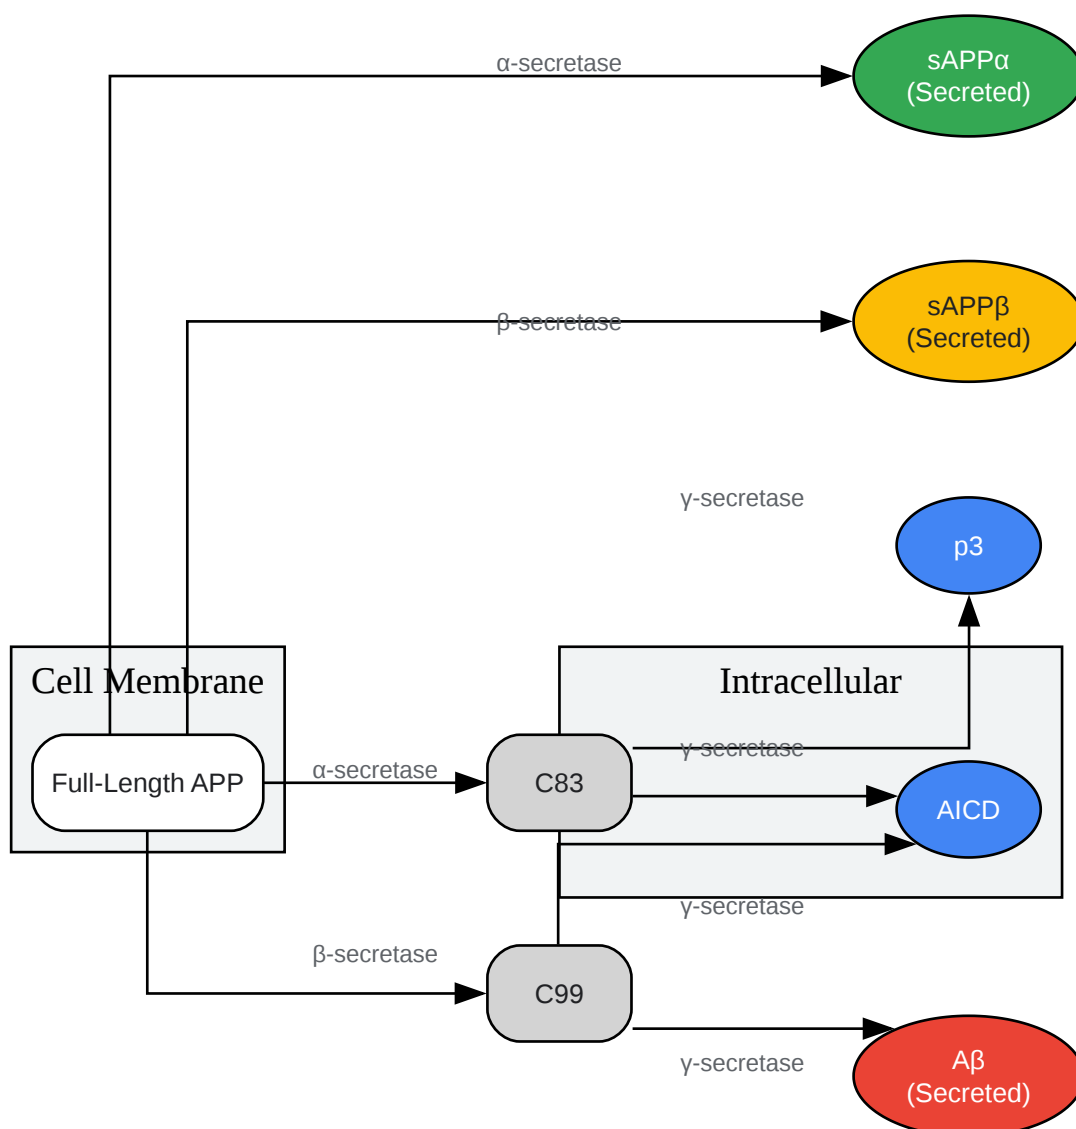 α-secretase
sAPPα
(Secreted)
β-secretase
sAPPβ
(Secreted)
γ-secretase
p3
Cell Membrane
Intracellular
γ-secretase
Full-Length APP
α-secretase
C83
AICD
γ-secretase
β-secretase
C99
γ-secretase
Aβ
(Secreted)